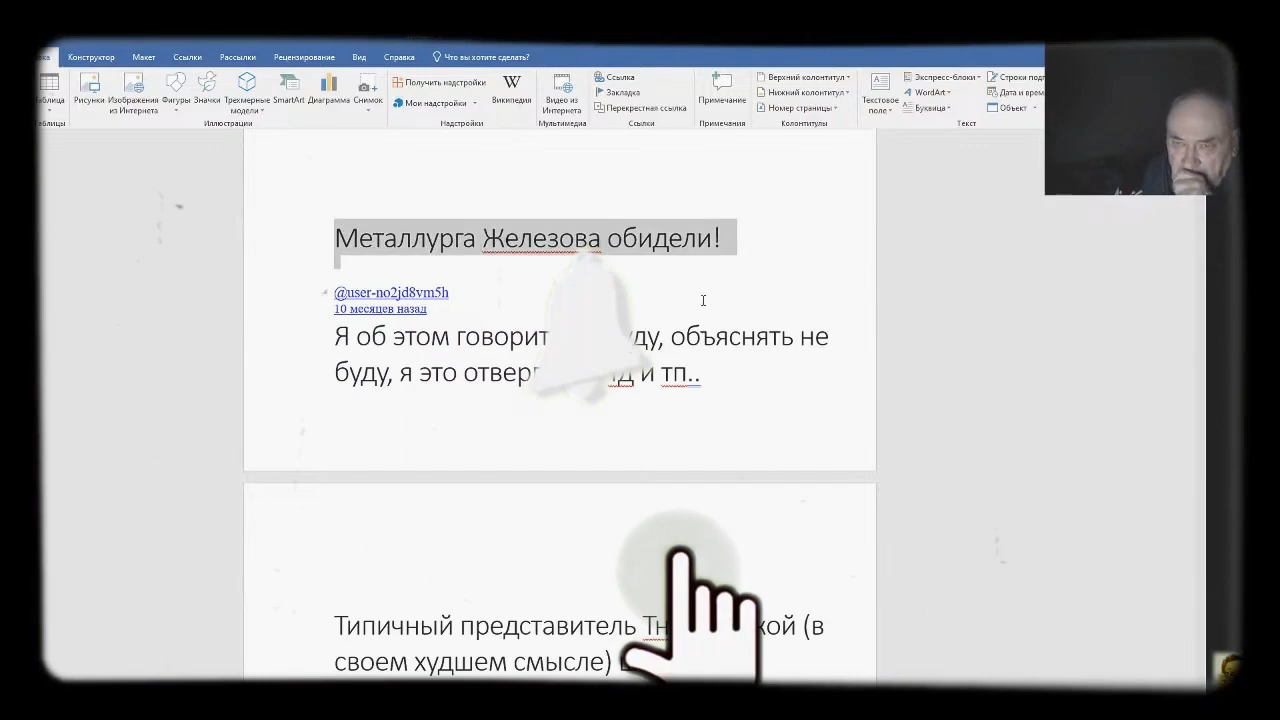 Конструктор Макет Ссылки Рассылки Рецензирование Вид Справка Что вы хотите сделать?
Рисунки Изображения из Интернета Фигуры Значки Трехмерные модели SmartArt Диаграмма Снимок
Получить надстройки
Мои надстройки
Википедия
Видео из Интернета
Ссылка
Закладка
Перекрестная ссылка
Примечание
Верхний колонтитул
Нижний колонтитул
Номер страницы
Текстовое поле
Экспресс-блоки
WordArt
Буквица
Объект
Иллюстрации Надстройки Мультимедиа Ссылки Примечания Колонтитулы Текст
Металлурга Железова обидели!
@user-no2jd8vm5h
10 месяцев назад
Я об этом объяснять не
буду, я это и тп..
Типичный представитель (в
своем худшем смысле)